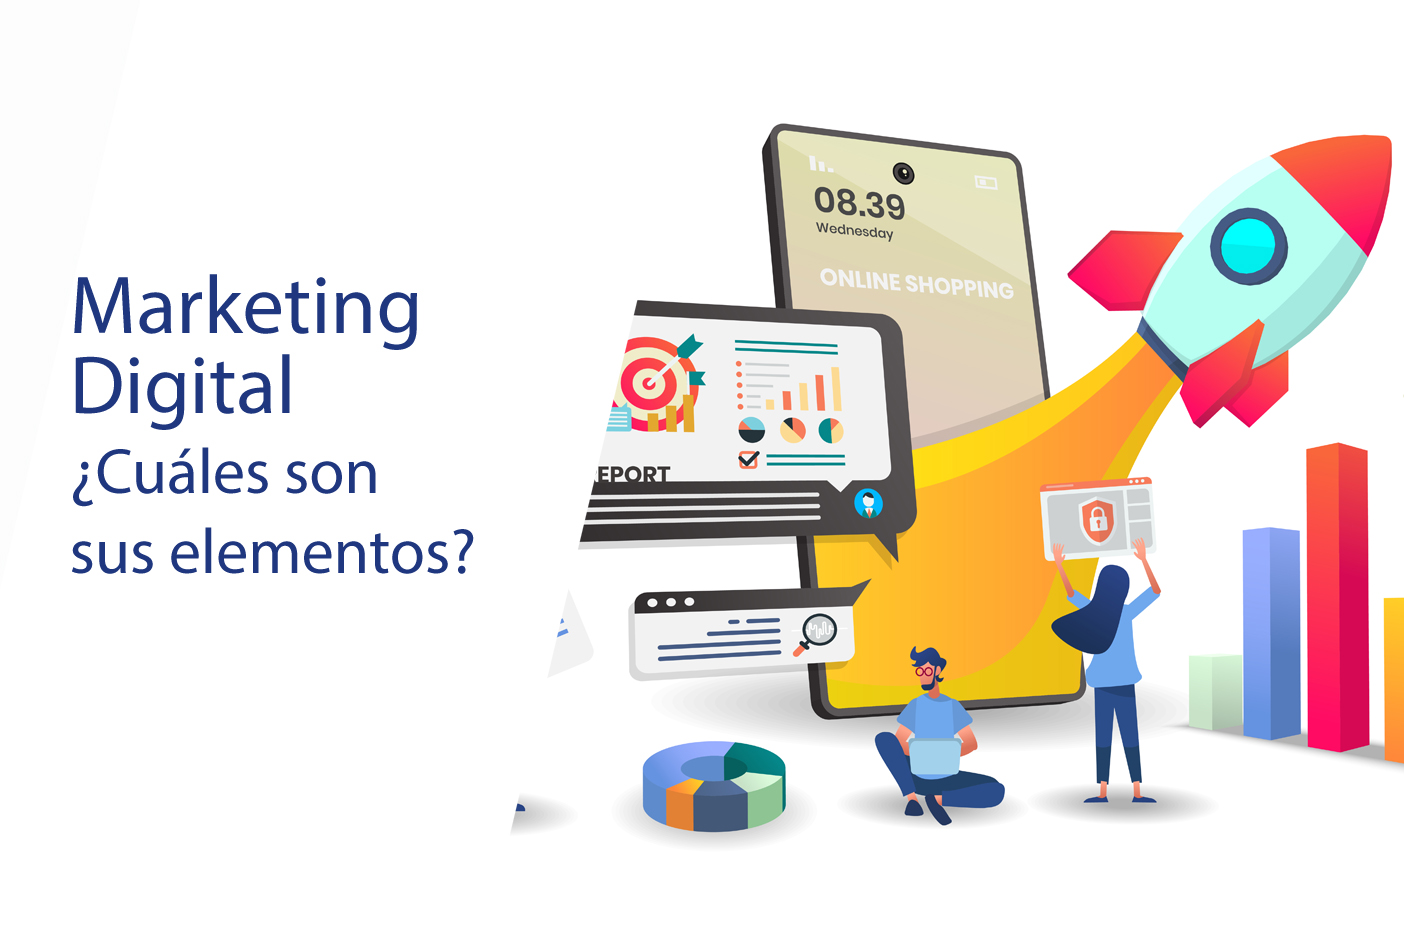 Marketing
Digital
¿Cuáles son
sus elementos?
08.39
Wednesday
ONLINE SHOPPING
EPORT